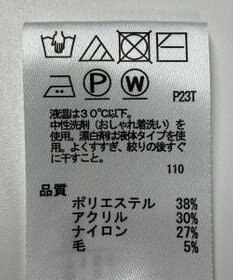 P W P23T
液温は30℃以下。
中性洗剤（おしゃれ着洗い）を使
用。漂白剤は液体タイプを使
用。よくすすぎ、絞りの後すぐ
に干すこと。
110
品質
ポリエステル 38%
アクリル 30%
ナイロン 27%
毛 5%